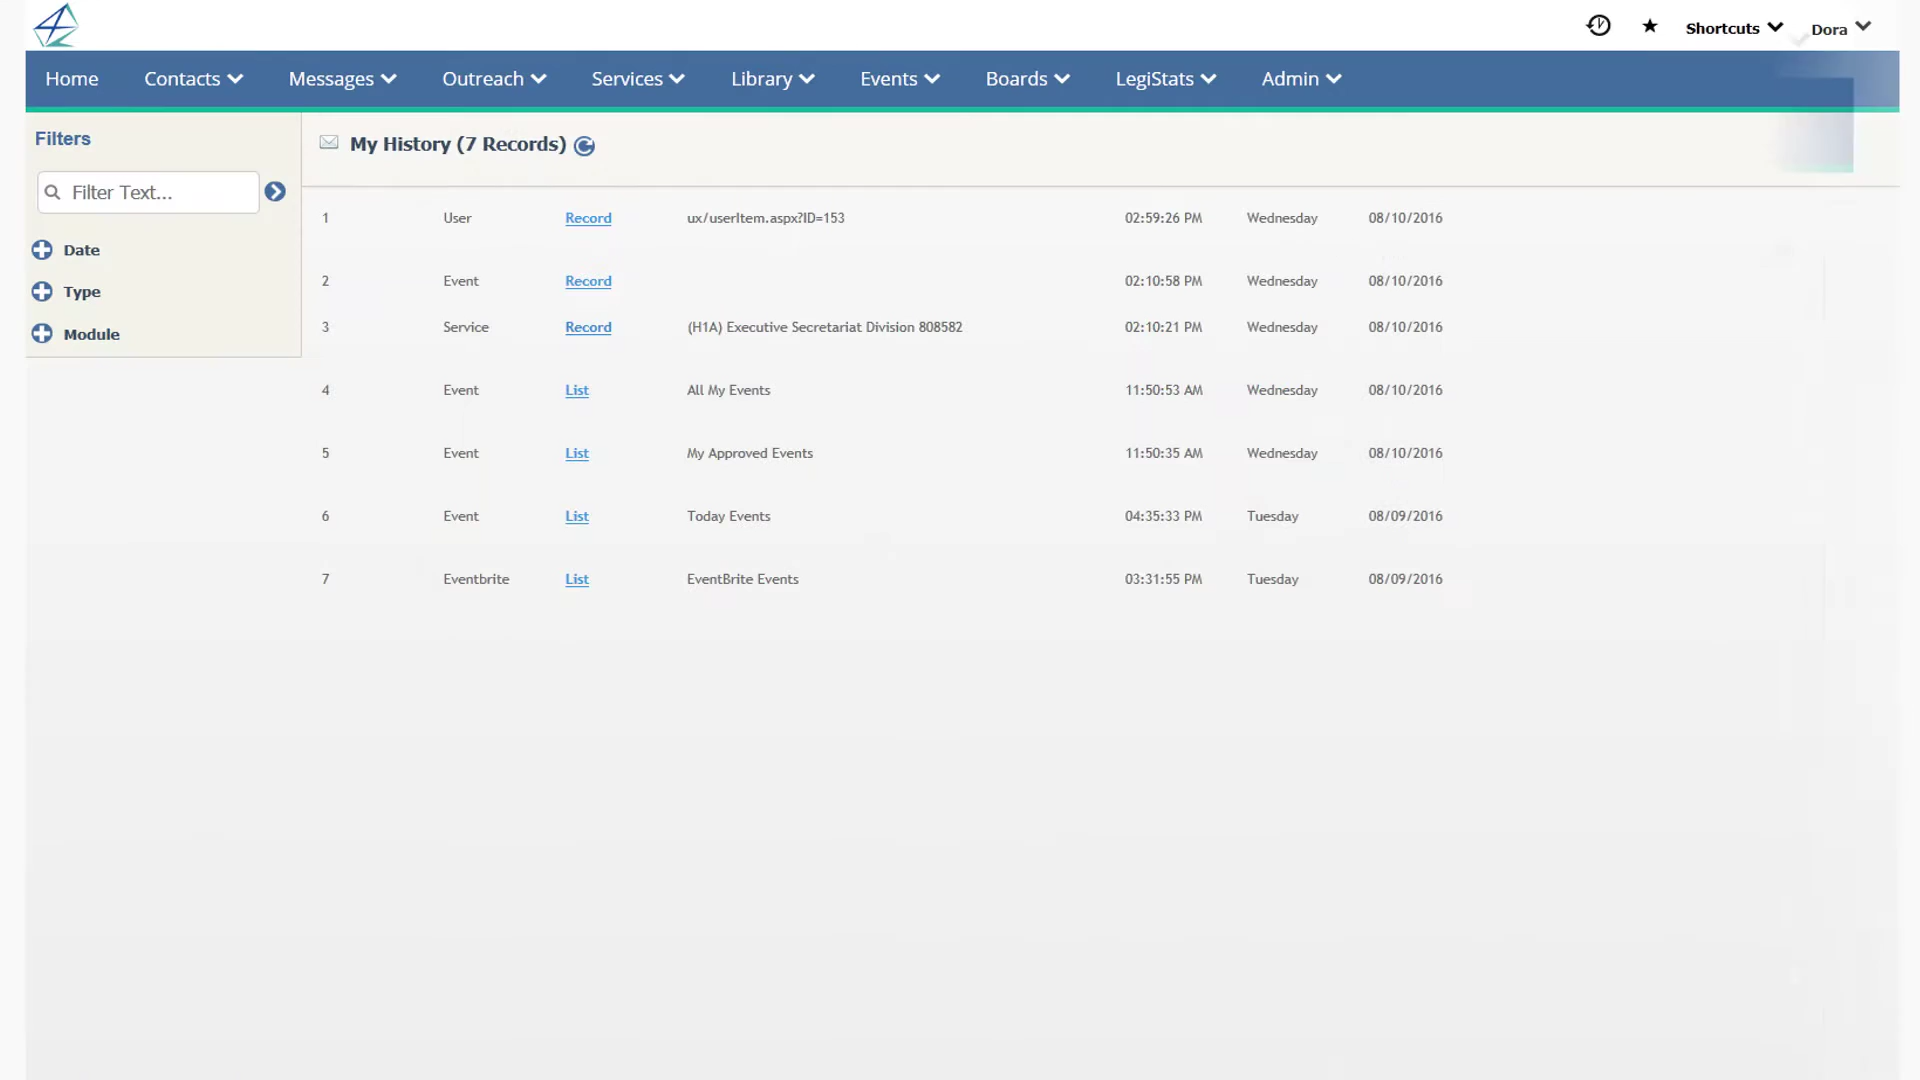 Shortcuts Dora
Home Contacts Messages Outreach Services Library Events Boards LegiStats Admin
Filters
My History (7 Records)
Filter Text...
Date
Type
Module
1 User Record ux/userItem.aspx?ID=153 02:59:26 PM Wednesday 08/10/2016
2 Event Record 02:10:58 PM Wednesday 08/10/2016
3 Service Record (H1A) Executive Secretariat Division 808582 02:10:21 PM Wednesday 08/10/2016
4 Event List All My Events 11:50:53 AM Wednesday 08/10/2016
5 Event List My Approved Events 11:50:35 AM Wednesday 08/10/2016
6 Event List Today Events 04:35:33 PM Tuesday 08/09/2016
7 Eventbrite List EventBrite Events 03:31:55 PM Tuesday 08/09/2016